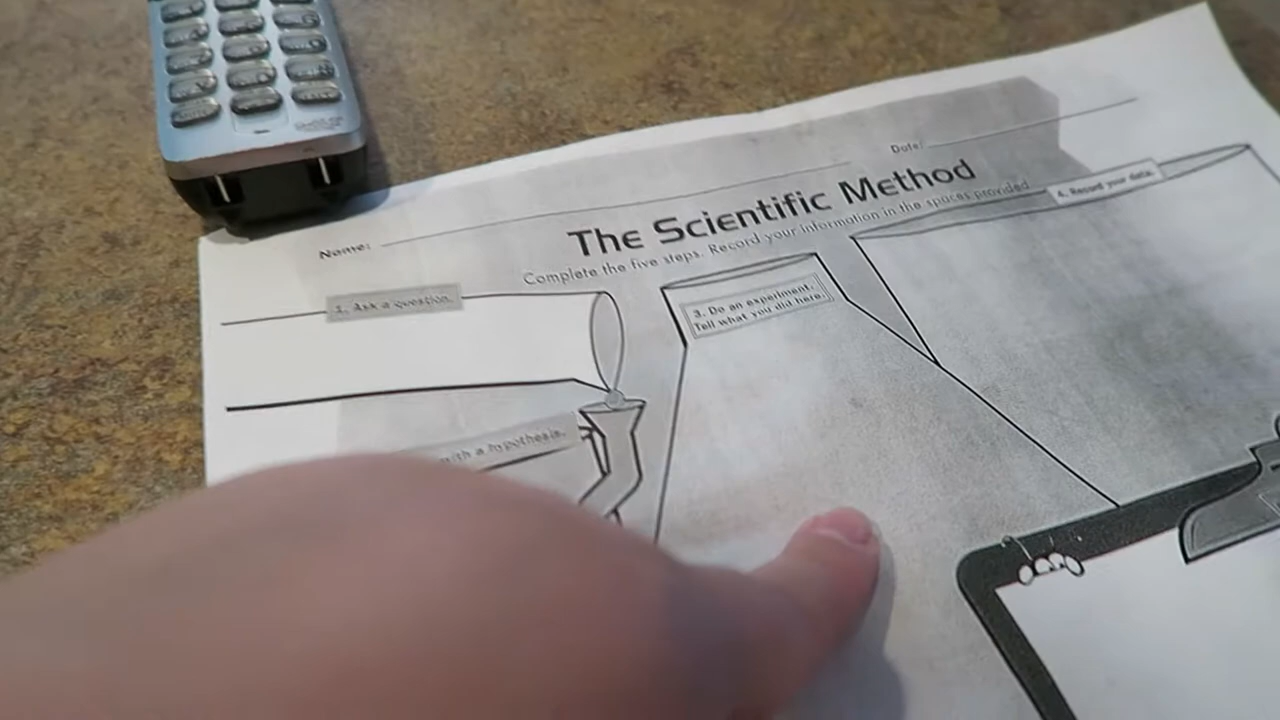 Name:
Date:
The Scientific Method
Complete the five steps. Record your information in the spaces provided
1. Ask a question.
with a hypothesis.
3. Do an experiment.
Tell what you did here.
4. Record your data.